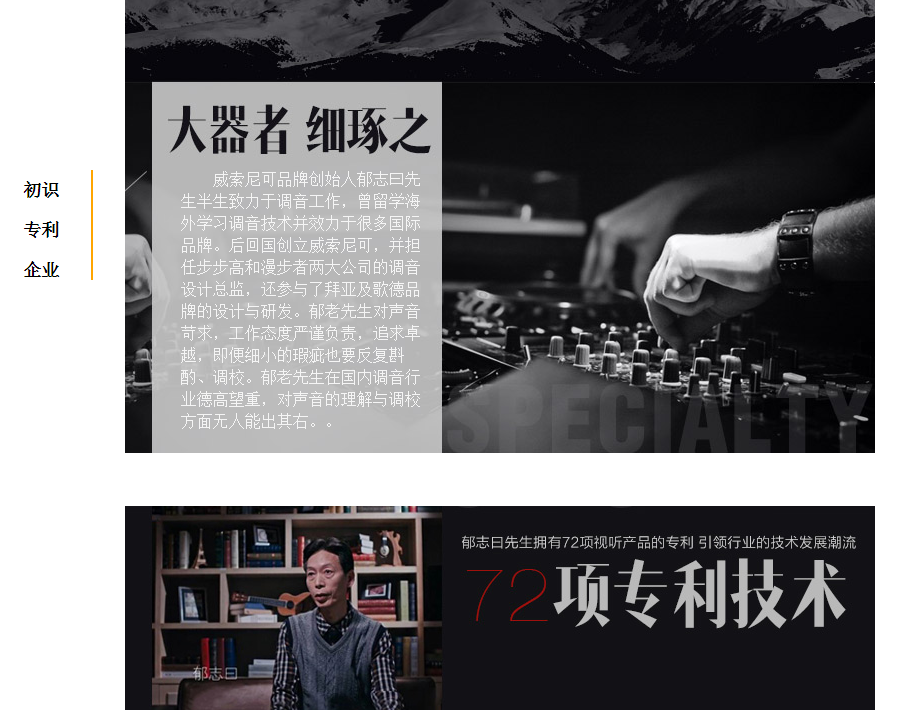 大器者 细琢之
初识
专利
企业
威索尼可品牌创始人郁志曰先
生半生致力于调音工作，曾留学海
外学习调音技术并效力于很多国际
品牌。后回国创立威索尼可，并担
任步步高和漫步者两大公司的调音
设计总监，还参与了拜亚及歌德品
牌的设计与研发。郁老先生对声音
苛求，工作态度严谨负责，追求卓
越，即便细小的瑕疵也要反复斟
酌、调校。郁老先生在国内调音行
业德高望重，对声音的理解与调校
方面无人能出其右。。
SPECIALTY
郁志曰先生拥有72项视听产品的专利 引领行业的技术发展潮流
72项专利技术
郁志曰